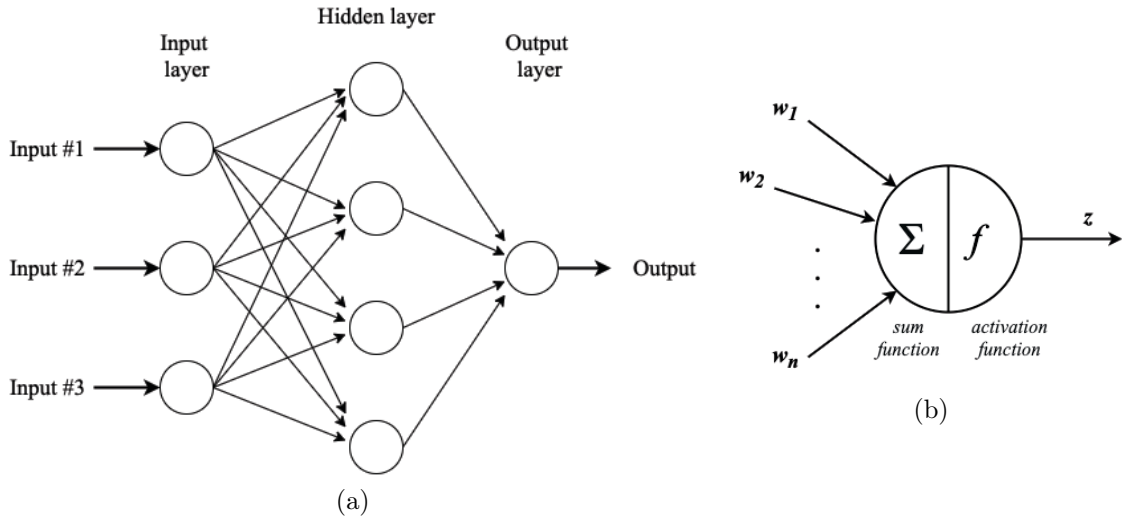 Hidden layer
Input
layer
Output
layer
Input #1
Input #2
Input #3
Output
(a)
w1
w2
.
.
.
wn
Σ
f
z
sum
function
activation
function
(b)